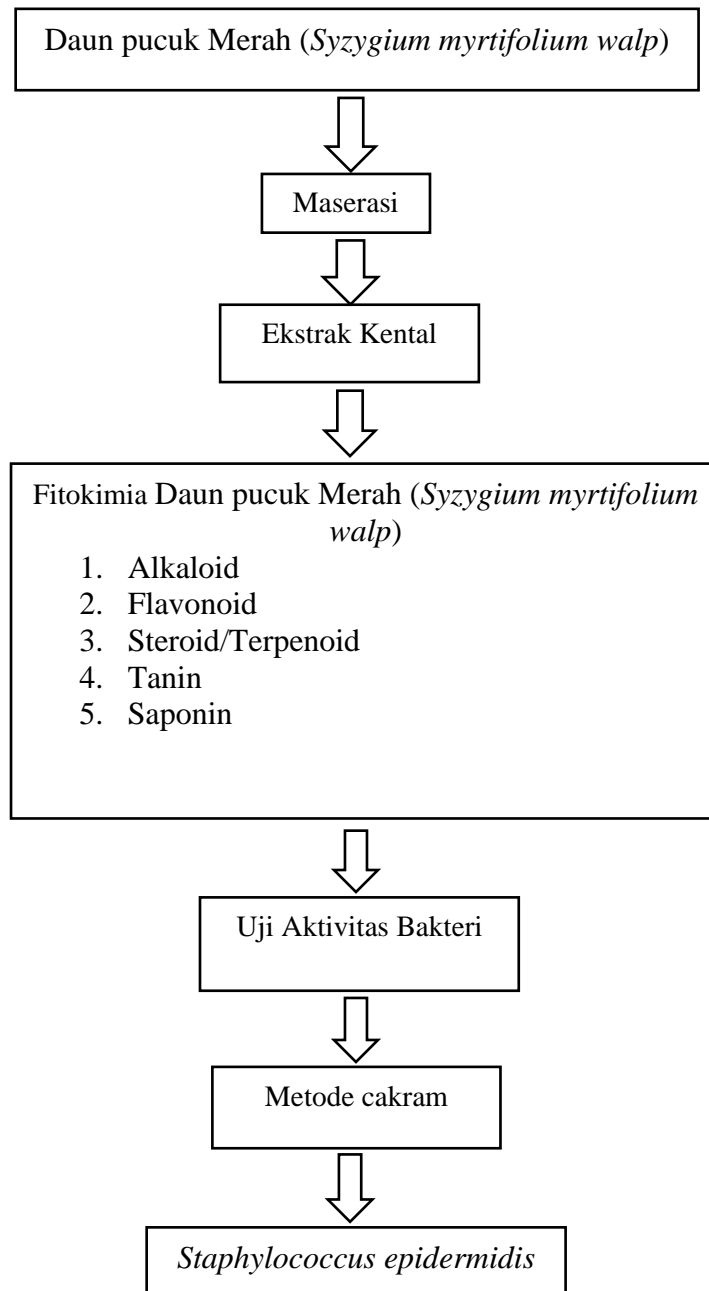 Daun pucuk Merah (Syzygium myrtifolium walp)
Maserasi
Ekstrak Kental
Fitokimia Daun pucuk Merah (Syzygium myrtifolium
walp)
1. Alkaloid
2. Flavonoid
3. Steroid/Terpenoid
4. Tanin
5. Saponin
Uji Aktivitas Bakteri
Metode cakram
Staphylococcus epidermidis